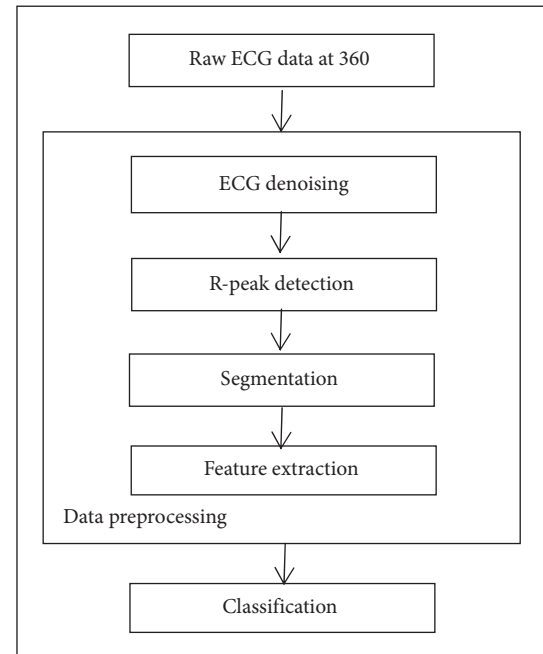 Raw ECG data at 360
ECG denoising
R-peak detection
Segmentation
Feature extraction
Data preprocessing
Classification